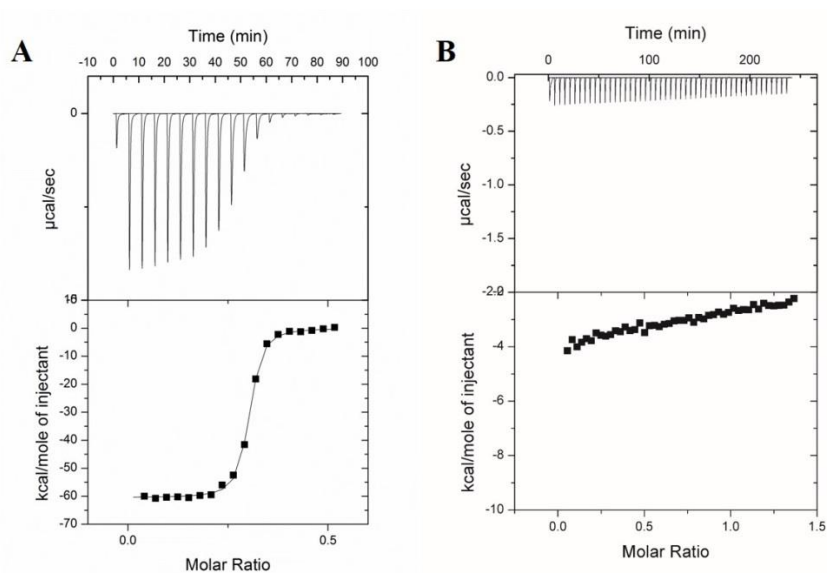 A
Time (min)
-10 0 10 20 30 40 50 60 70 80 90 100
0
µcal/sec
0
-10
-20
-30
-40
-50
-60
-70
kcal/mole of injectant
0.0 0.5
Molar Ratio
B
Time (min)
0 100 200
0.0
-0.5
-1.0
-1.5
-2.0
µcal/sec
-4
-6
-8
-10
kcal/mole of injectant
0.0 0.5 1.0 1.5
Molar Ratio